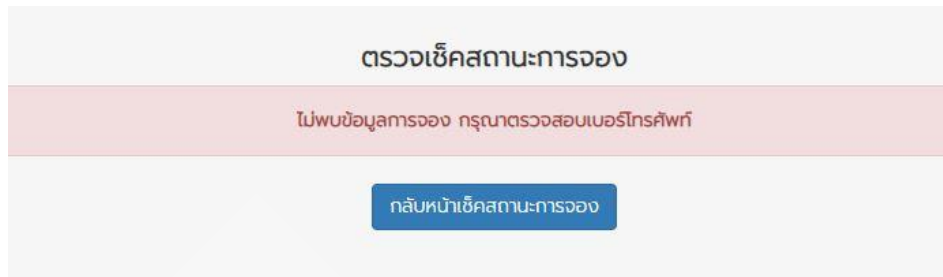 ตรวจเช็คสถานะการจอง
ไม่พบข้อมูลการจอง กรุณาตรวจสอบเบอร์โทรศัพท์
กลับหน้าเช็คสถานะการจอง